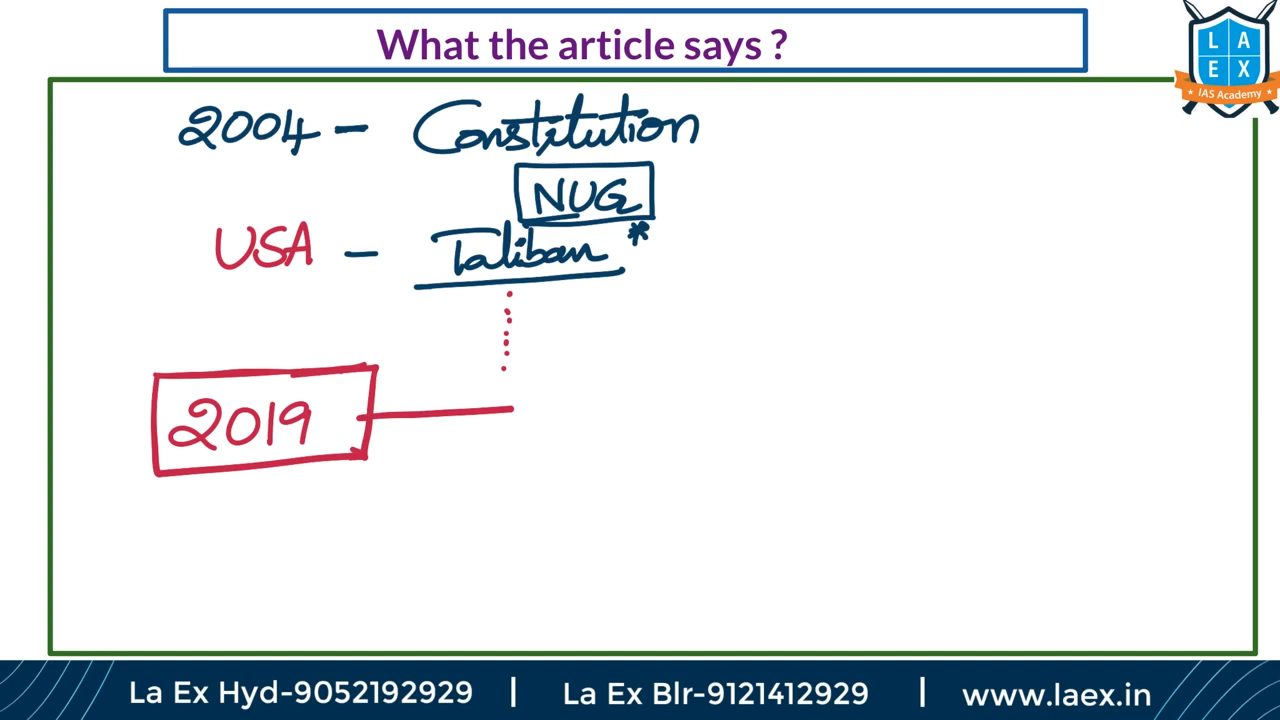 What the article says ?
L A
E X
IAS Academy
2004 - Constitution
NUG
USA - Taliban *
2019
La Ex Hyd-9052192929 | La Ex Blr-9121412929 | www.laex.in